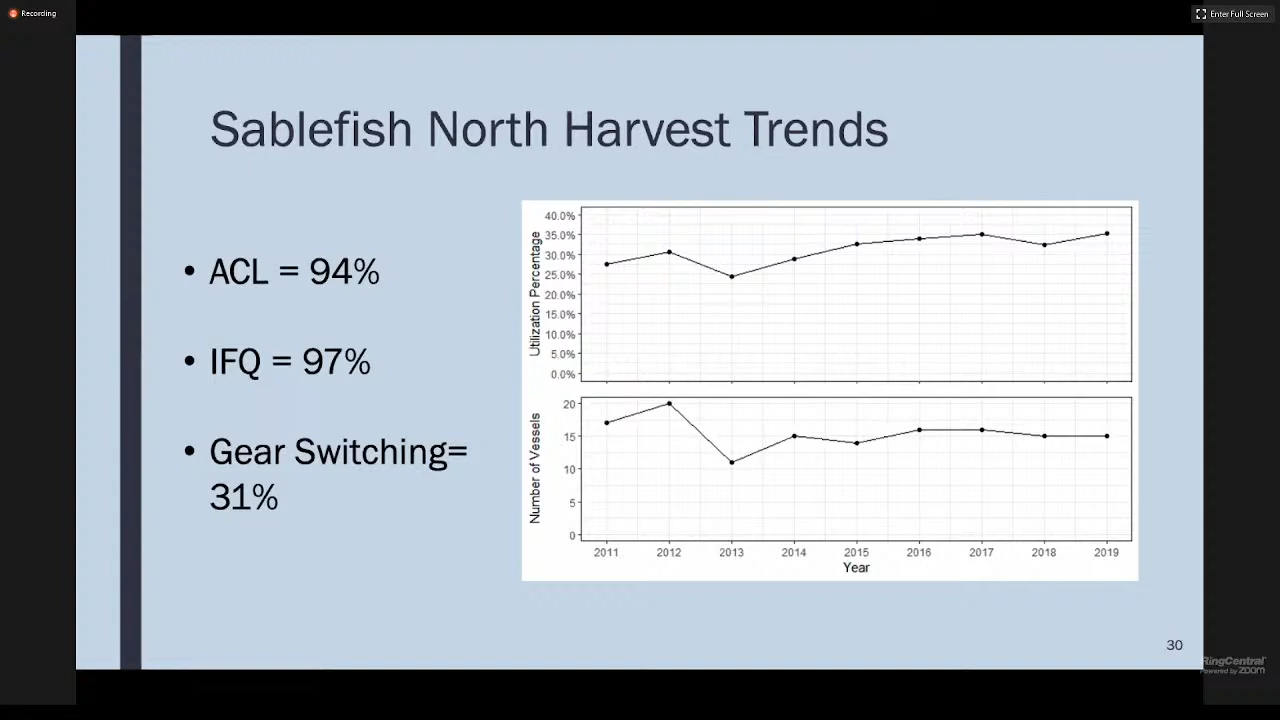 Recording
Enter Full Screen
Sablefish North Harvest Trends
• ACL = 94%
• IFQ = 97%
• Gear Switching=
31%
Utilization Percentage
40.0%
35.0%
30.0%
25.0%
20.0%
15.0%
10.0%
5.0%
0.0%
Number of Vessels
20
15
10
5
0
2011 2012 2013 2014 2015 2016 2017 2018 2019
Year
30
RingCentral
Powered by zoom